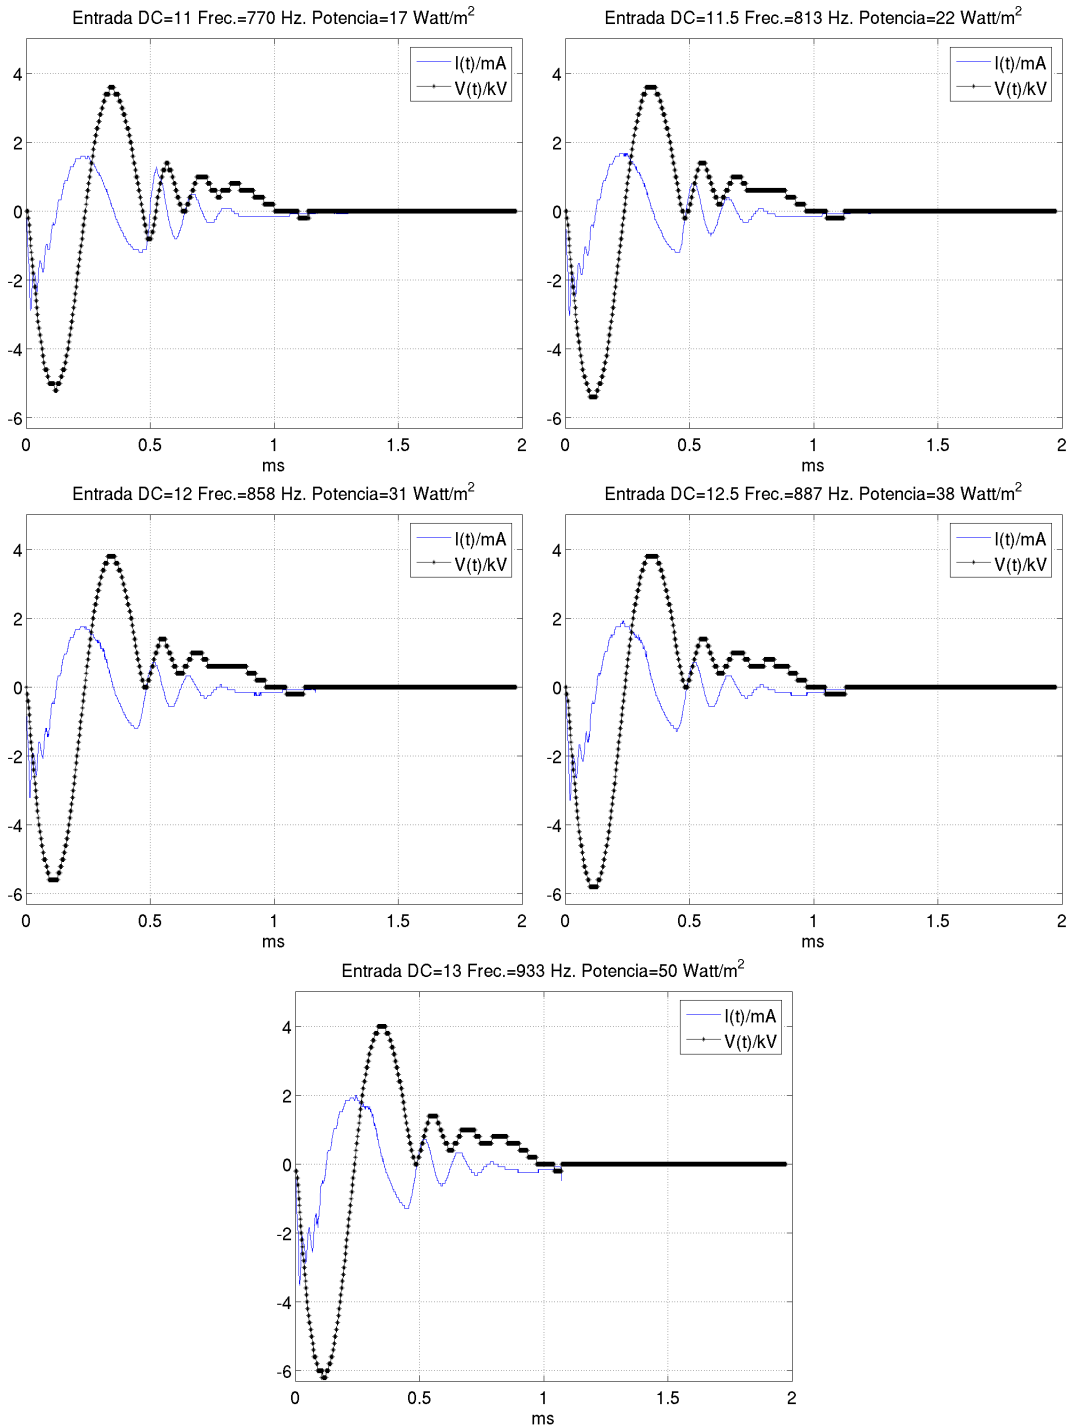 Entrada DC=11 Frec.=770 Hz. Potencia=17 Watt/m²
I(t)/mA
V(t)/kV
4
2
0
-2
-4
-6
0 0.5 1 1.5 2
ms
Entrada DC=11.5 Frec.=813 Hz. Potencia=22 Watt/m²
I(t)/mA
V(t)/kV
4
2
0
-2
-4
-6
0 0.5 1 1.5 2
ms
Entrada DC=12 Frec.=858 Hz. Potencia=31 Watt/m²
I(t)/mA
V(t)/kV
4
2
0
-2
-4
-6
0 0.5 1 1.5 2
ms
Entrada DC=12.5 Frec.=887 Hz. Potencia=38 Watt/m²
I(t)/mA
V(t)/kV
4
2
0
-2
-4
-6
0 0.5 1 1.5 2
ms
Entrada DC=13 Frec.=933 Hz. Potencia=50 Watt/m²
I(t)/mA
V(t)/kV
4
2
0
-2
-4
-6
0 0.5 1 1.5 2
ms